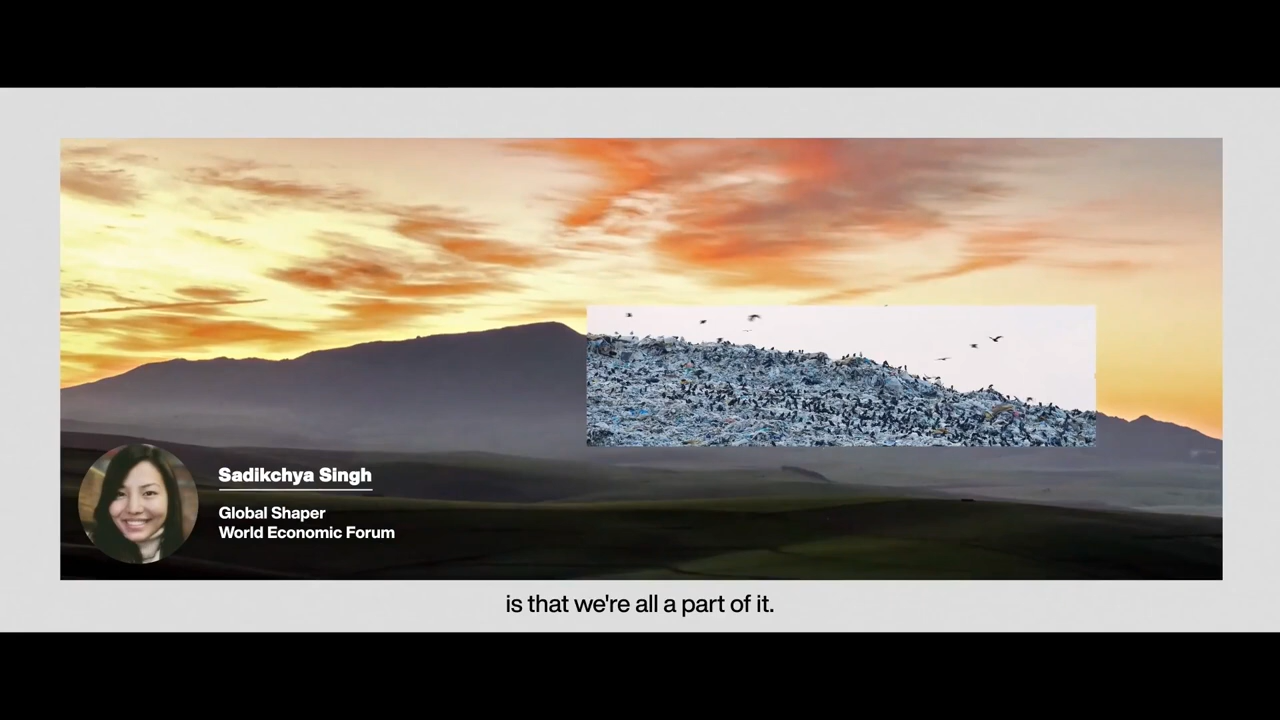 Sadikchya Singh
Global Shaper
World Economic Forum
is that we're all a part of it.